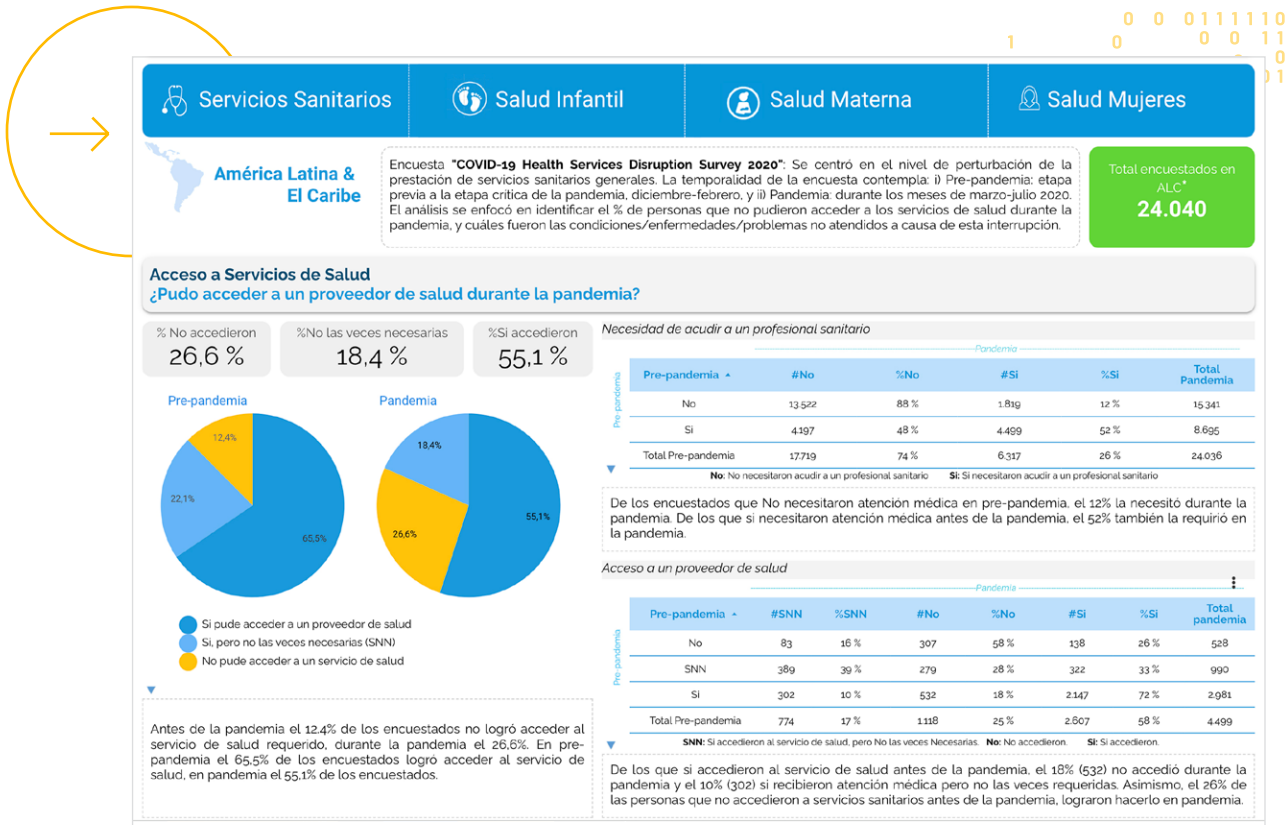 0 0 0111110
1 0 0 0 11
0
01
Servicios Sanitarios
Salud Infantil
Salud Materna
Salud Mujeres
América Latina &
El Caribe
Encuesta "COVID-19 Health Services Disruption Survey 2020": Se centró en el nivel de perturbación de la
prestación de servicios sanitarios generales. La temporalidad de la encuesta contempla: i) Pre-pandemia: etapa
previa a la etapa crítica de la pandemia, diciembre-febrero, y ii) Pandemia: durante los meses de marzo-julio 2020.
El análisis se enfocó en identificar el % de personas que no pudieron acceder a los servicios de salud durante la
pandemia, y cuáles fueron las condiciones/enfermedades/problemas no atendidos a causa de esta interrupción.
Total encuestados en
ALC*
24.040
Acceso a Servicios de Salud
¿Pudo acceder a un proveedor de salud durante la pandemia?
% No accedieron
26,6 %
%No las veces necesarias
18,4 %
%Si accedieron
55,1 %
Pre-pandemia
12,4%
22,1%
65,5%
Pandemia
18,4%
26,6%
55,1%
Si pude acceder a un proveedor de salud
Si, pero no las veces necesarias (SNN)
No pude acceder a un servicio de salud
Antes de la pandemia el 12.4% de los encuestados no logró acceder al
servicio de salud requerido, durante la pandemia el 26,6%. En pre-
pandemia el 65,5% de los encuestados logró acceder al servicio de
salud, en pandemia el 55,1% de los encuestados.
Necesidad de acudir a un profesional sanitario
Pandemia
Pre-pandemia
Pre-pandemia #No %No #Si %Si Total Pandemia
No 13.522 88 % 1.819 12 % 15.341
Si 4.197 48 % 4.499 52 % 8.695
Total Pre-pandemia 17.719 74 % 6.317 26 % 24.036
No: No necesitaron acudir a un profesional sanitario Si: Si necesitaron acudir a un profesional sanitario
De los encuestados que No necesitaron atención médica en pre-pandemia, el 12% la necesitó durante la
pandemia. De los que si necesitaron atención médica antes de la pandemia, el 52% también la requirió en
la pandemia.
Acceso a un proveedor de salud
Pandemia
Pre-pandemia
Pre-pandemia #SNN %SNN #No %No #Si %Si Total pandemia
No 83 16 % 307 58 % 138 26 % 528
SNN 389 39 % 279 28 % 322 33 % 990
Si 302 10 % 532 18 % 2.147 72 % 2.981
Total Pre-pandemia 774 17 % 1.118 25 % 2.607 58 % 4.499
SNN: Si accedieron al servicio de salud, pero No las veces Necesarias. No: No accedieron. Si: Si accedieron.
De los que si accedieron al servicio de salud antes de la pandemia, el 18% (532) no accedió durante la
pandemia y el 10% (302) si recibieron atención médica pero no las veces requeridas. Asimismo, el 26% de
las personas que no accedieron a servicios sanitarios antes de la pandemia, lograron hacerlo en pandemia.